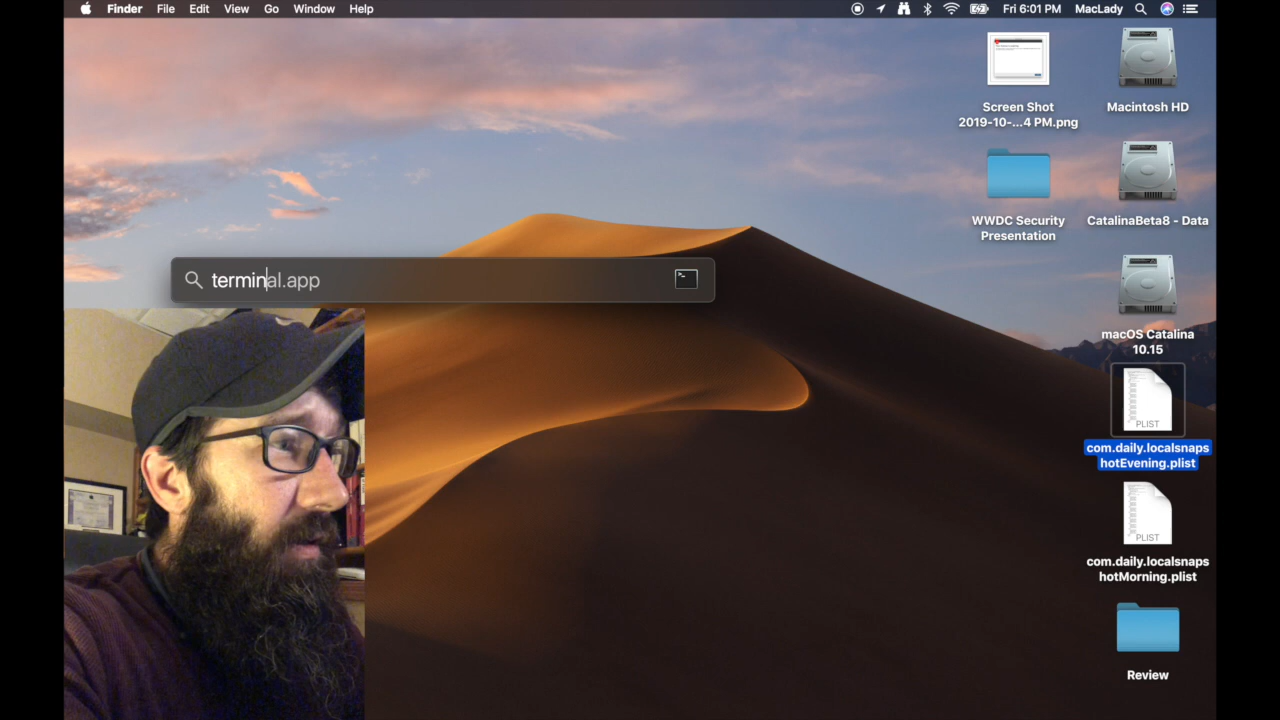 Finder File Edit View Go Window Help Fri 6:01 PM MacLady
Screen Shot
2019-10-...4 PM.png
Macintosh HD
WWDC Security
Presentation
CatalinaBeta8 - Data
terminal.app
macOS Catalina
10.15
PLIST
com.daily.localsnaps
hotEvening.plist
PLIST
com.daily.localsnaps
hotMorning.plist
Review